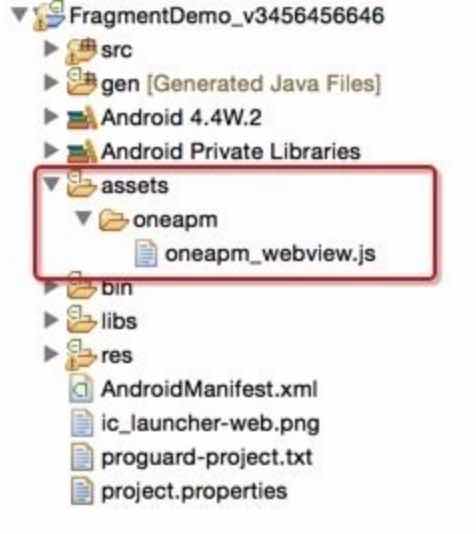 FragmentDemo_v3456456646
src
gen [Generated Java Files]
Android 4.4W.2
Android Private Libraries
assets
oneapm
oneapm_webview.js
bin
libs
res
AndroidManifest.xml
ic_launcher-web.png
proguard-project.txt
project.properties